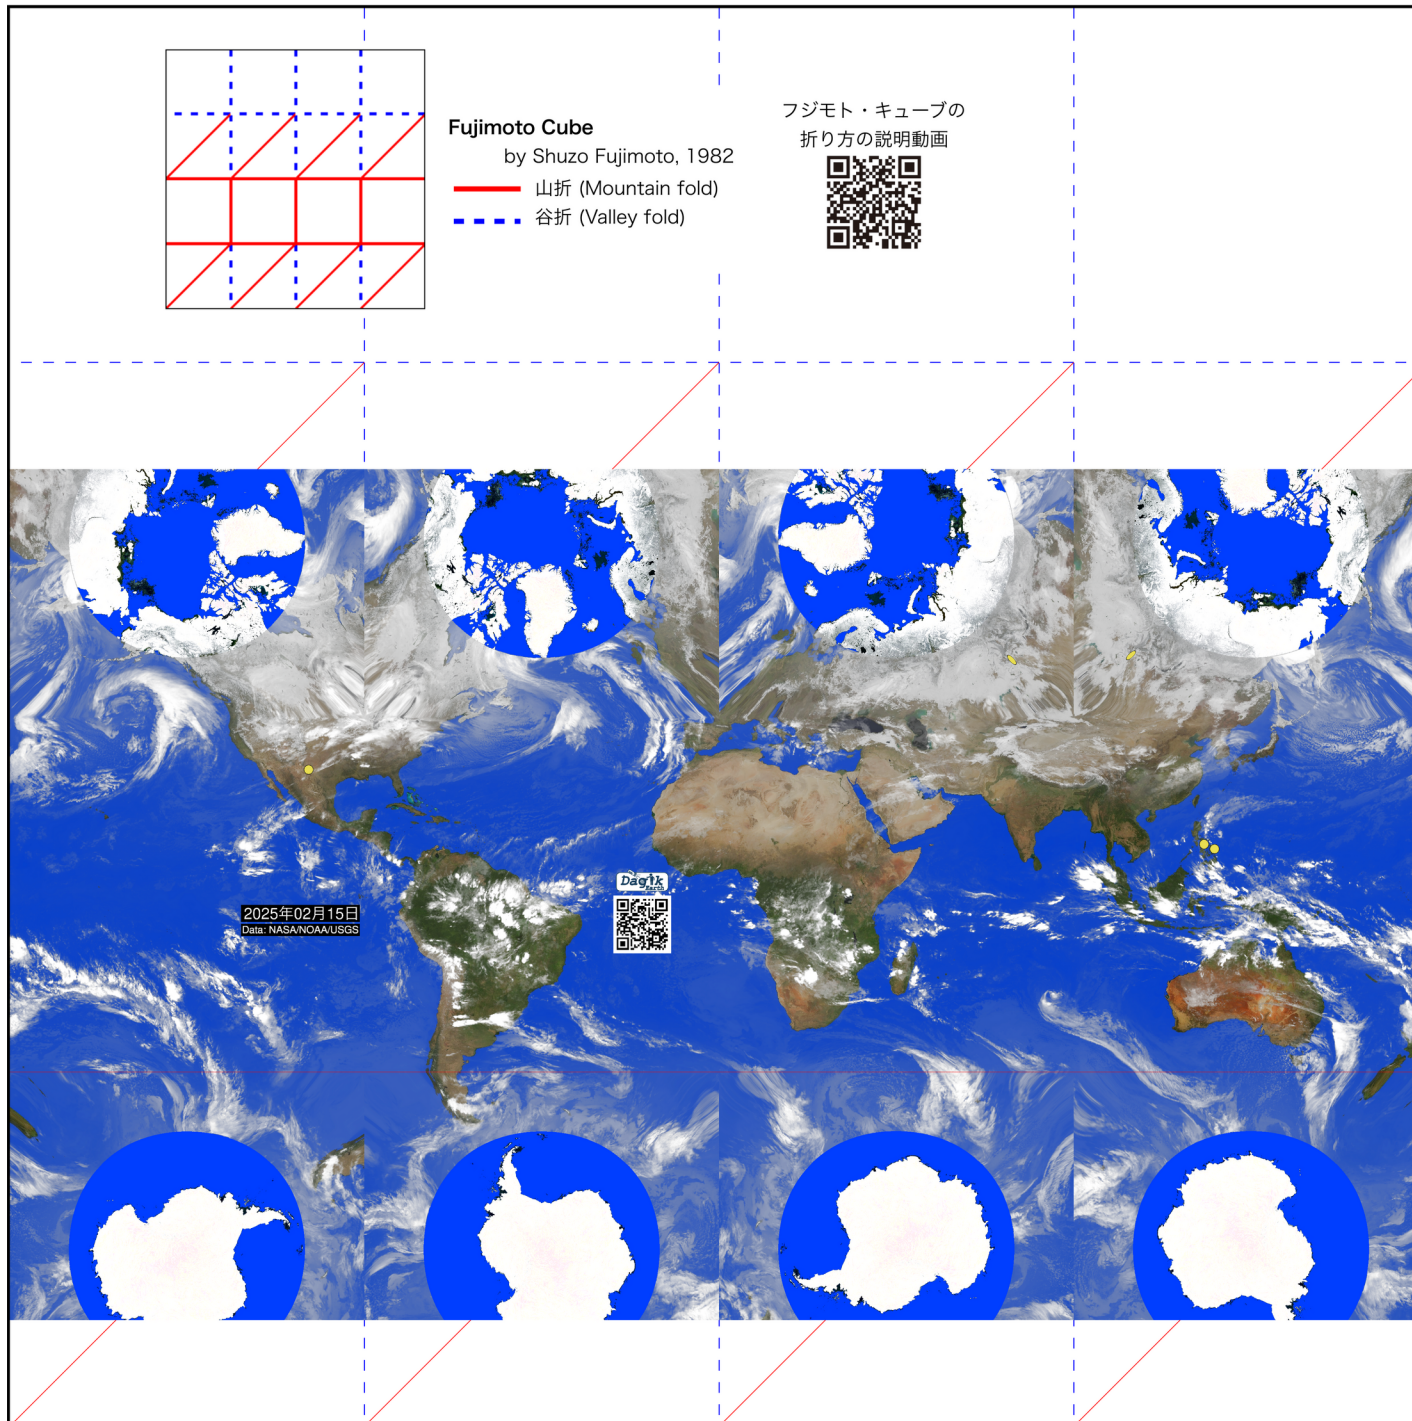 Fujimoto Cube
by Shuzo Fujimoto, 1982
山折 (Mountain fold)
谷折 (Valley fold)
フジモト・キューブの
折り方の説明動画
Dagik
Earth
2025年02月15日
Data: NASA/NOAA/USGS